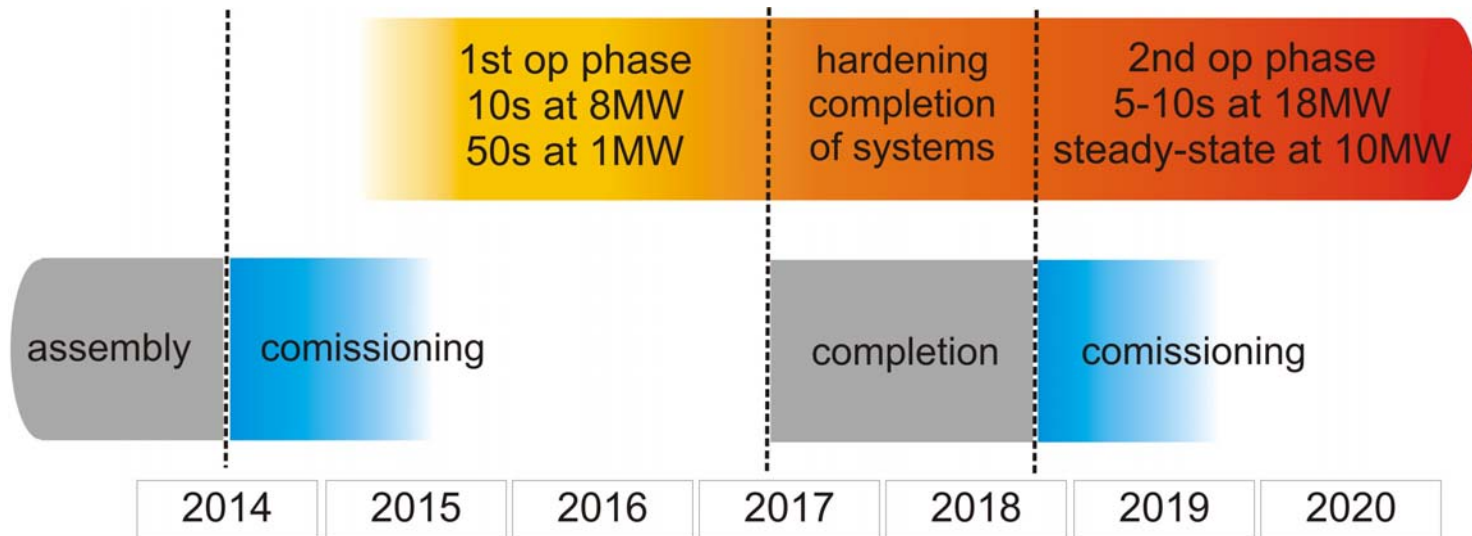 1st op phase
10s at 8MW
50s at 1MW
hardening
completion
of systems
2nd op phase
5-10s at 18MW
steady-state at 10MW
assembly
comissioning
completion
comissioning
2014
2015
2016
2017
2018
2019
2020